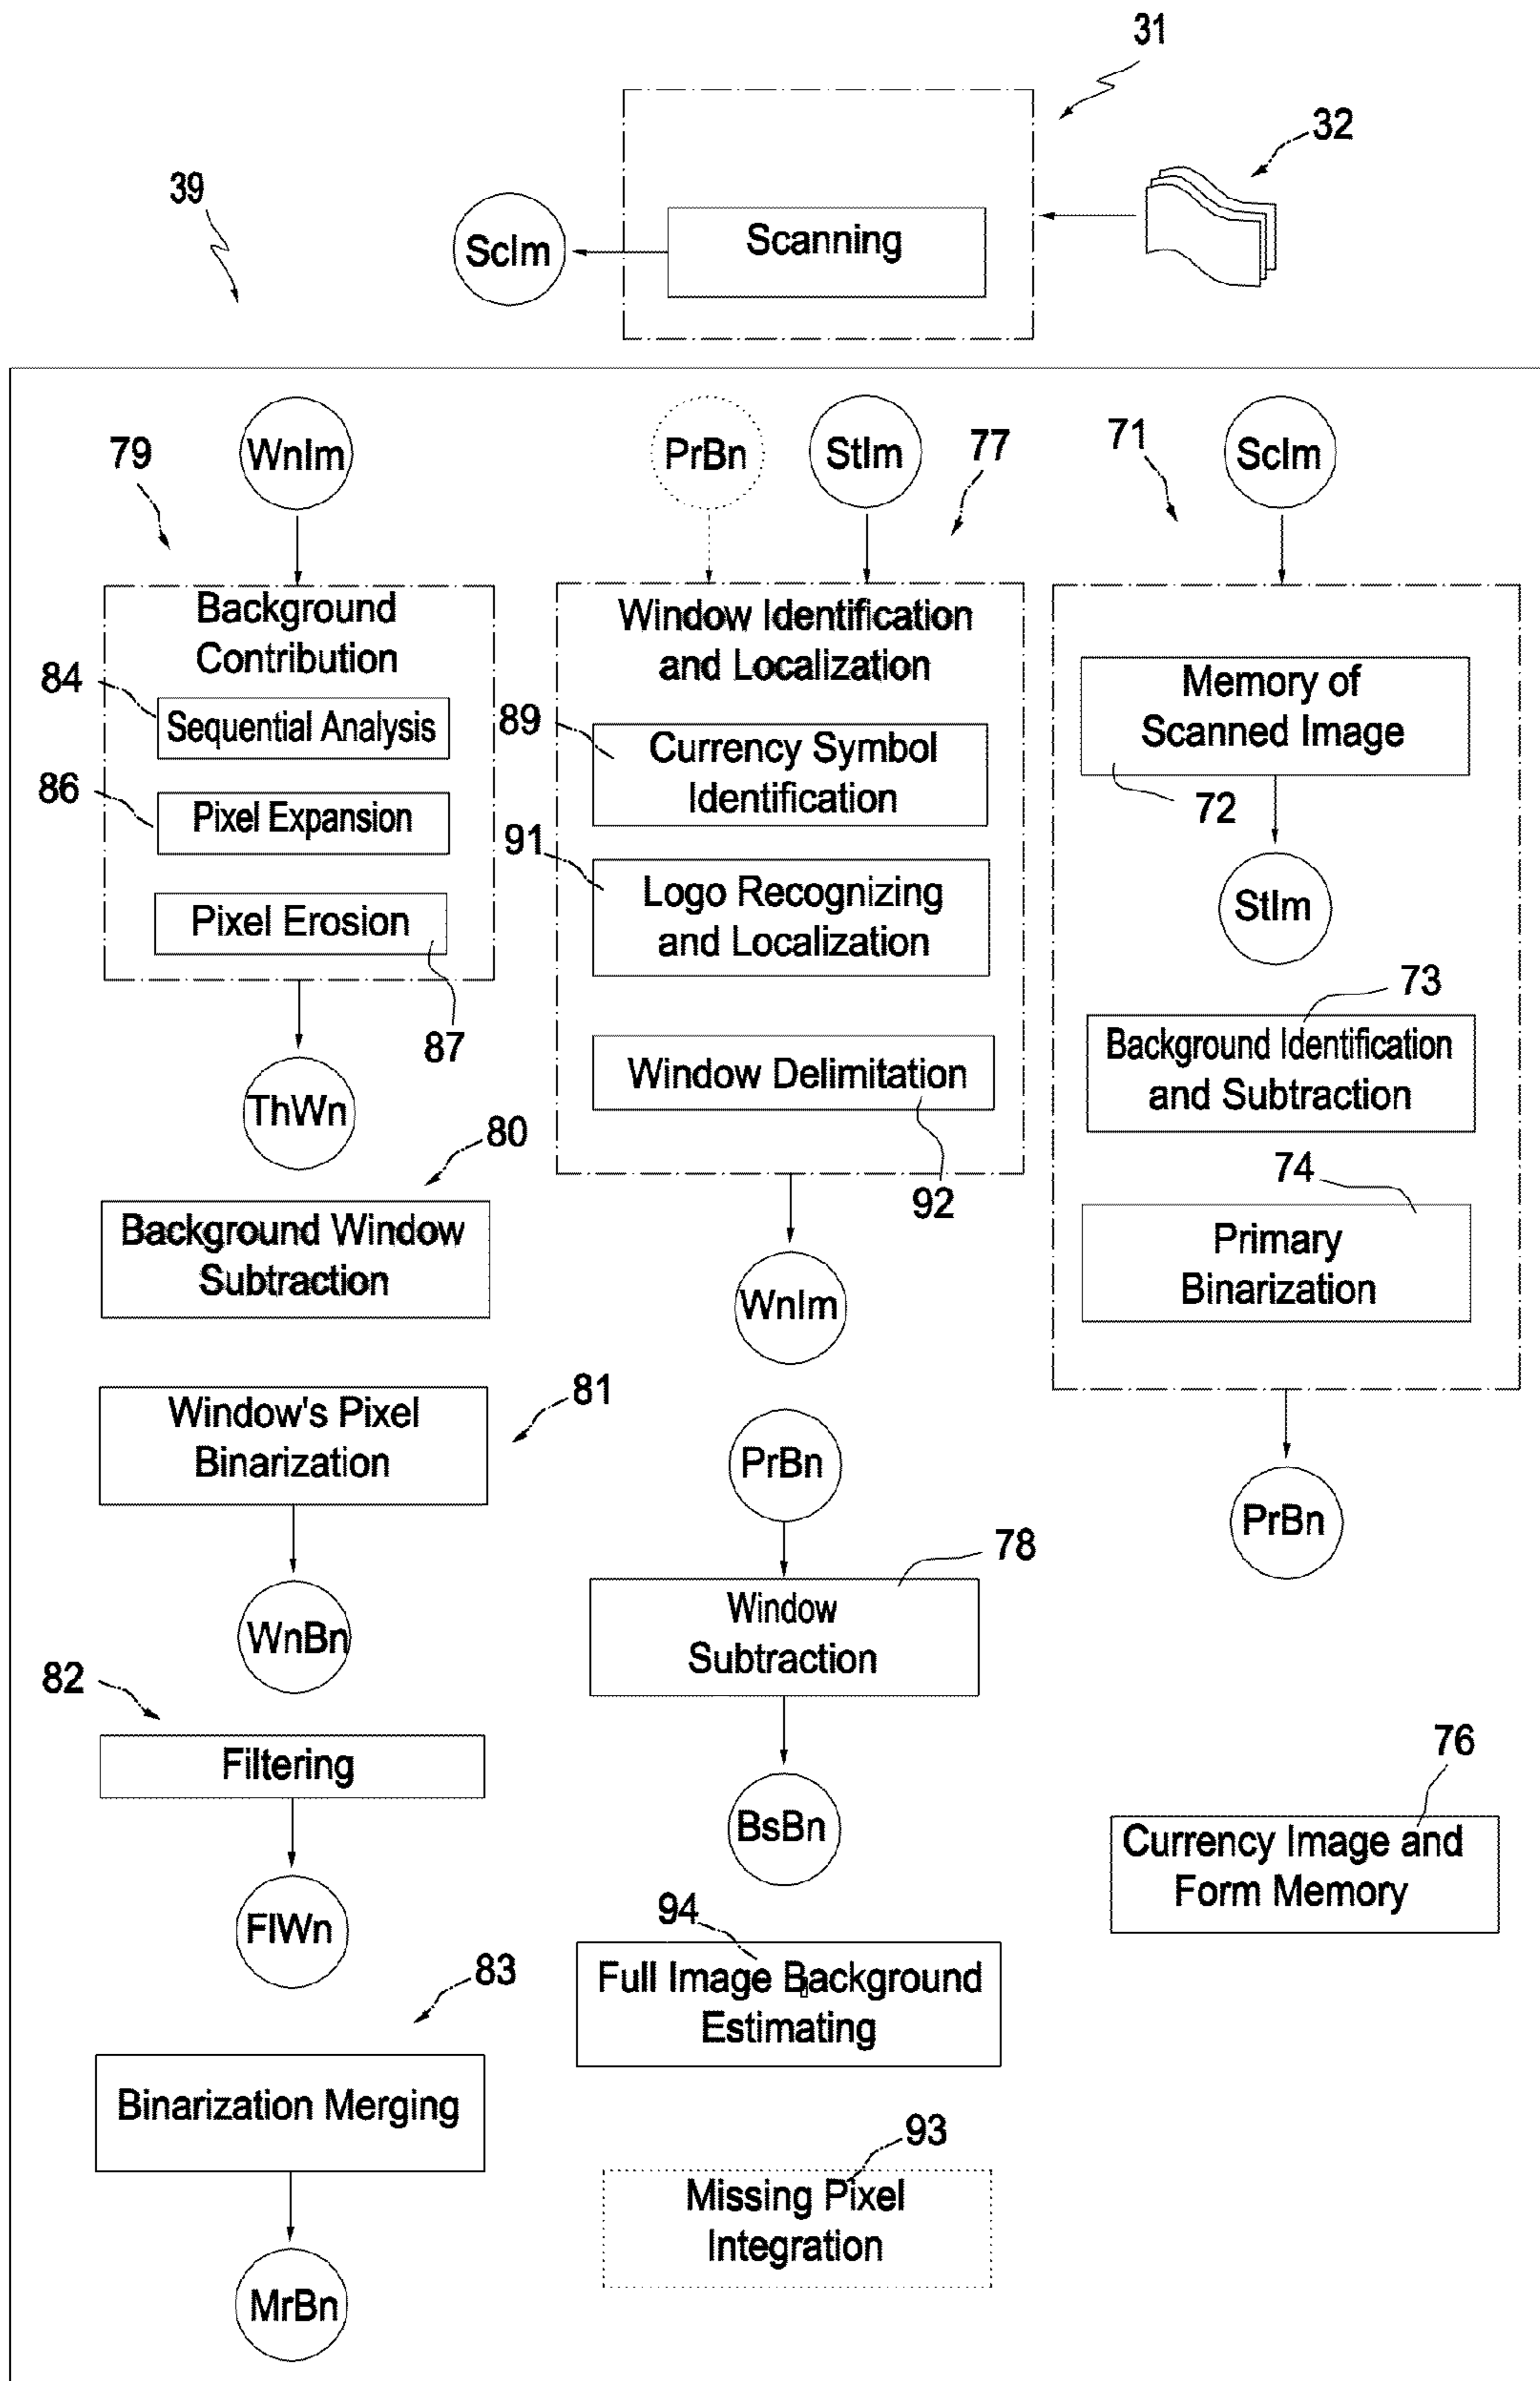 31
32
39
ScIm
Scanning
79
WnIm
PrBn
StIm
77
71
ScIm
Background
Contribution
84
Sequential Analysis
86
Pixel Expansion
Pixel Erosion
87
ThWn
80
Background Window
Subtraction
Window's Pixel
Binarization
81
WnBn
82
Filtering
FlWn
83
Binarization Merging
MrBn
Window Identification
and Localization
89
Currency Symbol
Identification
91
Logo Recognizing
and Localization
Window Delimitation
92
WnIm
PrBn
78
Window
Subtraction
BsBn
94
Full Image Background
Estimating
93
Missing Pixel
Integration
Memory of
Scanned Image
72
StIm
73
Background Identification
and Subtraction
74
Primary
Binarization
PrBn
76
Currency Image and
Form Memory